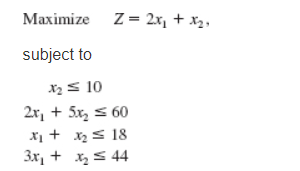 Maximize Z = 2x₁ + x₂,
subject to
x₂ ≤ 10
2x₁ + 5x₂ ≤ 60
x₁ + x₂ ≤ 18
3x₁ + x₂ ≤ 44